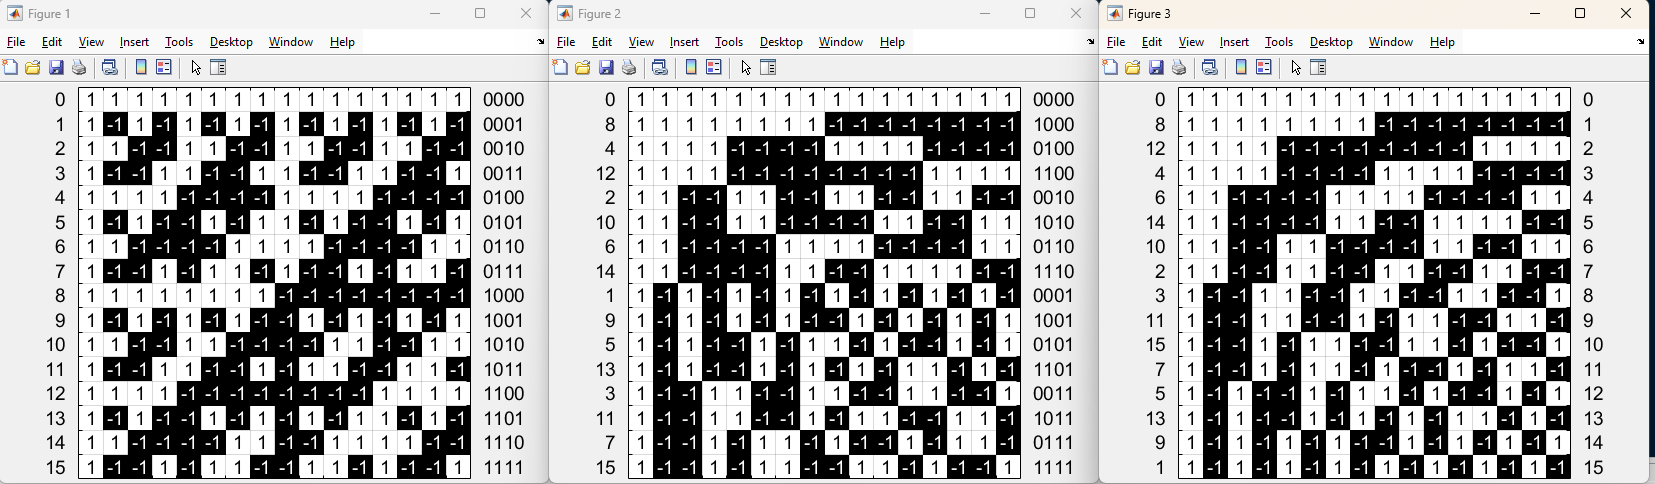 Figure 1
File Edit View Insert Tools Desktop Window Help
0 1 1 1 1 1 1 1 1 1 1 1 1 1 1 1 1 0000
1 1 -1 1 -1 1 -1 1 -1 1 -1 1 -1 1 -1 1 -1 0001
2 1 1 -1 -1 1 1 -1 -1 1 1 -1 -1 1 1 -1 -1 0010
3 1 -1 -1 1 1 -1 -1 1 1 -1 -1 1 1 -1 -1 1 0011
4 1 1 1 1 -1 -1 -1 -1 1 1 1 1 -1 -1 -1 -1 0100
5 1 -1 1 -1 -1 1 -1 1 1 -1 1 -1 -1 1 -1 1 0101
6 1 1 -1 -1 -1 -1 1 1 1 1 -1 -1 -1 -1 1 1 0110
7 1 -1 -1 1 -1 1 1 -1 1 -1 -1 1 -1 1 1 -1 0111
8 1 1 1 1 1 1 1 1 -1 -1 -1 -1 -1 -1 -1 -1 1000
9 1 -1 1 -1 1 -1 1 -1 -1 1 -1 1 -1 1 -1 1 1001
10 1 1 -1 -1 1 1 -1 -1 -1 -1 1 1 -1 -1 1 1 1010
11 1 -1 -1 1 1 -1 -1 1 -1 1 1 -1 -1 1 1 -1 1011
12 1 1 1 1 -1 -1 -1 -1 -1 -1 -1 -1 1 1 1 1 1100
13 1 -1 1 -1 -1 1 -1 1 -1 1 -1 1 1 -1 1 -1 1101
14 1 1 -1 -1 -1 -1 1 1 -1 -1 1 1 1 1 -1 -1 1110
15 1 -1 -1 1 -1 1 1 -1 -1 1 1 -1 1 -1 -1 1 1111
Figure 2
File Edit View Insert Tools Desktop Window Help
0 1 1 1 1 1 1 1 1 1 1 1 1 1 1 1 1 0000
8 1 1 1 1 1 1 1 1 -1 -1 -1 -1 -1 -1 -1 -1 1000
4 1 1 1 1 -1 -1 -1 -1 1 1 1 1 -1 -1 -1 -1 0100
12 1 1 1 1 -1 -1 -1 -1 -1 -1 -1 -1 1 1 1 1 1100
2 1 1 -1 -1 1 1 -1 -1 1 1 -1 -1 1 1 -1 -1 0010
10 1 1 -1 -1 1 1 -1 -1 -1 -1 1 1 -1 -1 1 1 1010
6 1 1 -1 -1 -1 -1 1 1 1 1 -1 -1 -1 -1 1 1 0110
14 1 1 -1 -1 -1 -1 1 1 -1 -1 1 1 1 1 -1 -1 1110
1 1 -1 1 -1 1 -1 1 -1 1 -1 1 -1 1 -1 1 -1 0001
9 1 -1 1 -1 1 -1 1 -1 -1 1 -1 1 -1 1 -1 1 1001
5 1 -1 1 -1 -1 1 -1 1 1 -1 1 -1 -1 1 -1 1 0101
13 1 -1 1 -1 -1 1 -1 1 -1 1 -1 1 1 -1 1 -1 1101
3 1 -1 -1 1 1 -1 -1 1 1 -1 -1 1 1 -1 -1 1 0011
11 1 -1 -1 1 1 -1 -1 1 -1 1 1 -1 -1 1 1 -1 1011
7 1 -1 -1 1 -1 1 1 -1 1 -1 -1 1 -1 1 1 -1 0111
15 1 -1 -1 1 -1 1 1 -1 -1 1 1 -1 1 -1 -1 1 1111
Figure 3
File Edit View Insert Tools Desktop Window Help
0 1 1 1 1 1 1 1 1 1 1 1 1 1 1 1 1 0
8 1 1 1 1 1 1 1 1 -1 -1 -1 -1 -1 -1 -1 -1 1
12 1 1 1 1 -1 -1 -1 -1 -1 -1 -1 -1 1 1 1 1 2
4 1 1 1 1 -1 -1 -1 -1 1 1 1 1 -1 -1 -1 -1 3
6 1 1 -1 -1 -1 -1 1 1 1 1 -1 -1 -1 -1 1 1 4
14 1 1 -1 -1 -1 -1 1 1 -1 -1 1 1 1 1 -1 -1 5
10 1 1 -1 -1 1 1 -1 -1 -1 -1 1 1 -1 -1 1 1 6
2 1 1 -1 -1 1 1 -1 -1 1 1 -1 -1 1 1 -1 -1 7
3 1 -1 -1 1 1 -1 -1 1 1 -1 -1 1 1 -1 -1 1 8
11 1 -1 -1 1 1 -1 -1 1 -1 1 1 -1 -1 1 1 -1 9
15 1 -1 -1 1 -1 1 1 -1 -1 1 1 -1 1 -1 -1 1 10
7 1 -1 -1 1 -1 1 1 -1 1 -1 -1 1 -1 1 1 -1 11
5 1 -1 1 -1 -1 1 -1 1 1 -1 1 -1 -1 1 -1 1 12
13 1 -1 1 -1 -1 1 -1 1 -1 1 -1 1 1 -1 1 -1 13
9 1 -1 1 -1 1 -1 1 -1 -1 1 -1 1 -1 1 -1 1 14
1 1 -1 1 -1 1 -1 1 -1 1 -1 1 -1 1 -1 1 -1 15